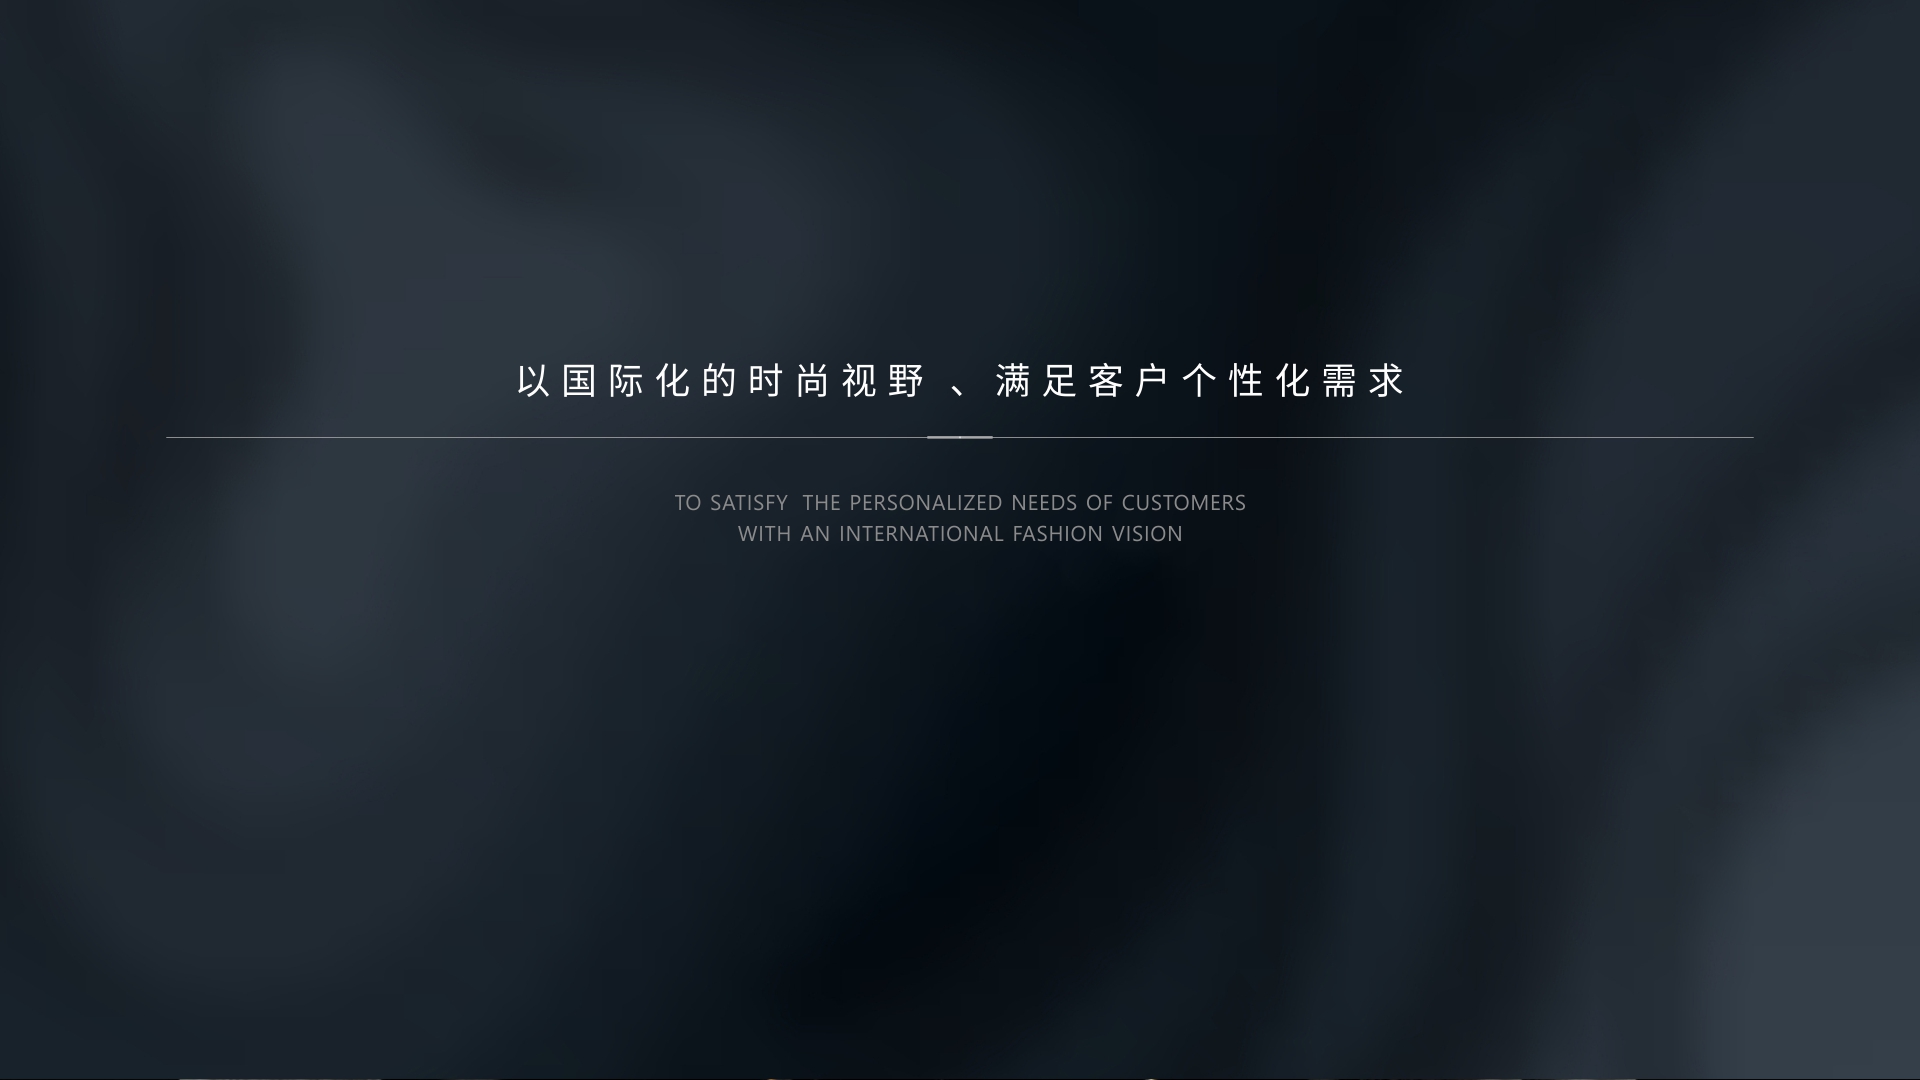 以国际化的时尚视野 、满足客户个性化需求
TO SATISFY  THE PERSONALIZED NEEDS OF CUSTOMERS
WITH AN INTERNATIONAL FASHION VISION